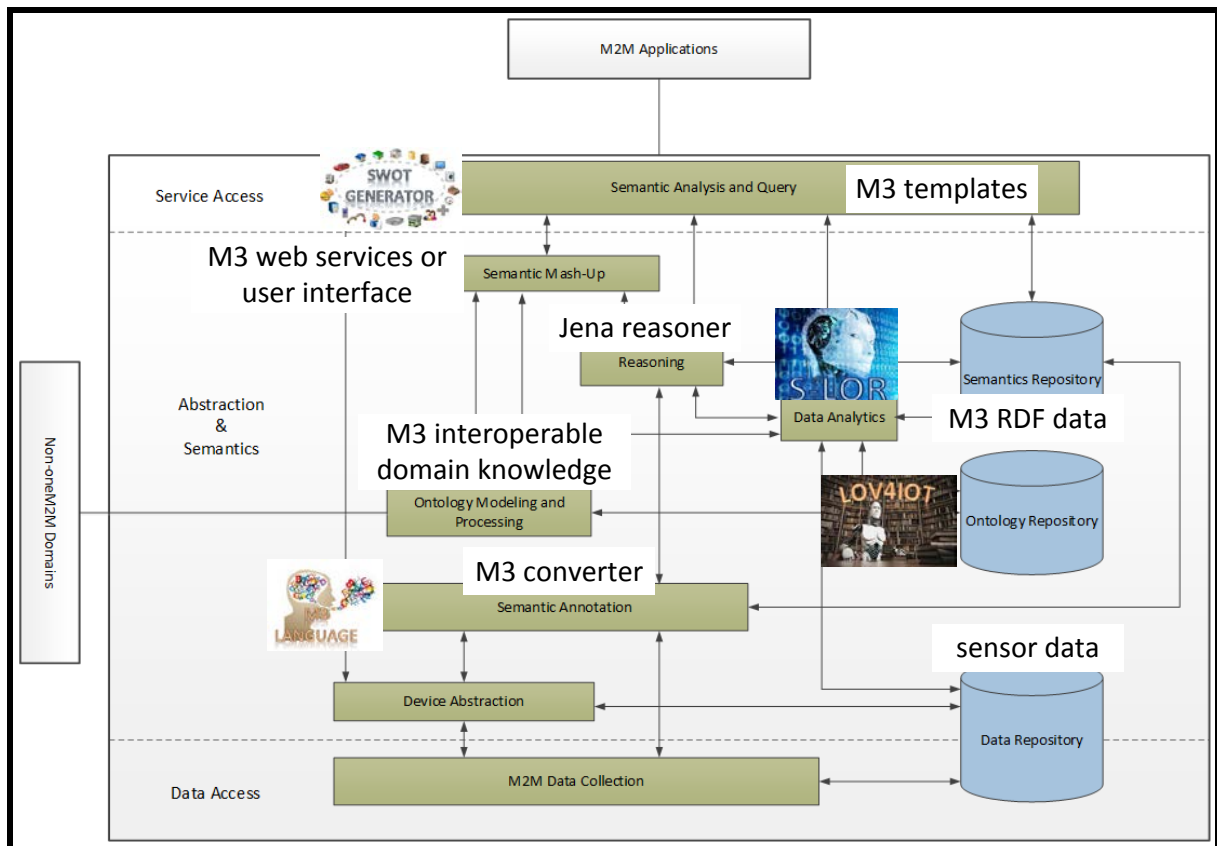 M2M Applications
SWOT
GENERATOR
Semantic Analysis and Query
M3 templates
Service Access
M3 web services or
user interface
Semantic Mash-Up
Jena reasoner
Reasoning
S-LOR
Semantics Repository
Abstraction
&
Semantics
Data Analytics
M3 RDF data
M3 interoperable
domain knowledge
Non-oneM2M Domains
Ontology Modeling and
Processing
LOV4IOT
Ontology Repository
M3 converter
Semantic Annotation
M3
LANGUAGE
sensor data
Device Abstraction
Data Repository
M2M Data Collection
Data Access